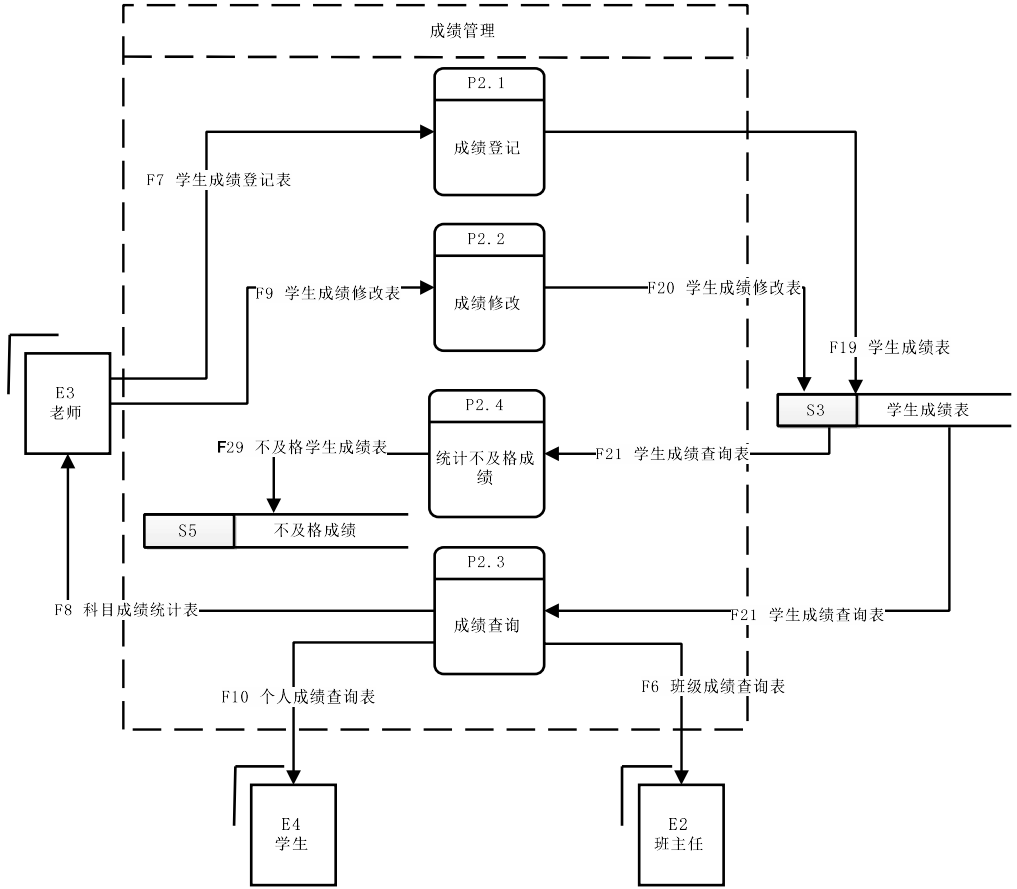 成绩管理
P2.1
成绩登记
F7 学生成绩登记表
P2.2
成绩修改
F9 学生成绩修改表
F20 学生成绩修改表
F19 学生成绩表
E3
老师
P2.4
统计不及格成
绩
S3
学生成绩表
F29 不及格学生成绩表
F21 学生成绩查询表
S5
不及格成绩
P2.3
成绩查询
F8 科目成绩统计表
F21 学生成绩查询表
F10 个人成绩查询表
F6 班级成绩查询表
E4
学生
E2
班主任